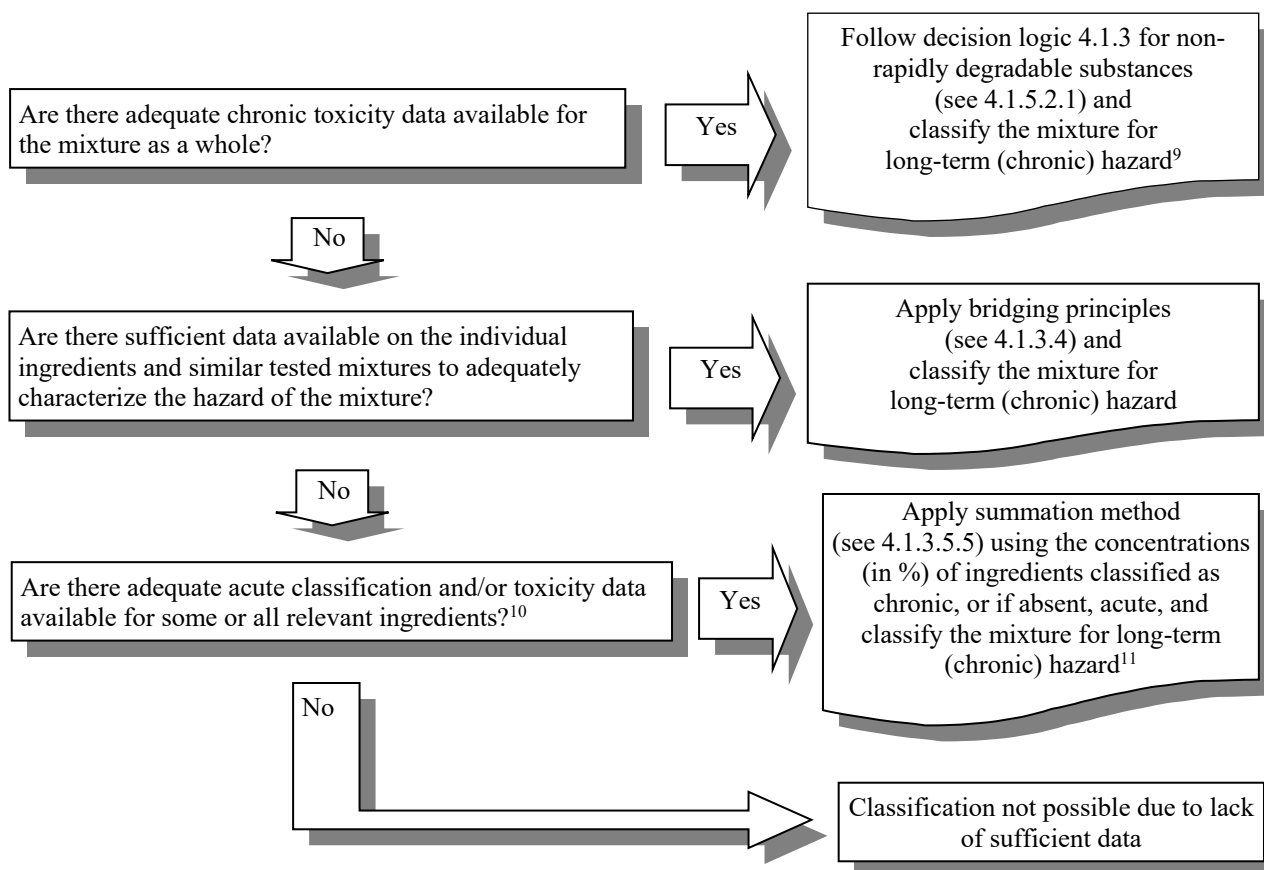 Are there adequate chronic toxicity data available for
the mixture as a whole?
Yes
Follow decision logic 4.1.3 for non-
rapidly degradable substances
(see 4.1.5.2.1) and
classify the mixture for
long-term (chronic) hazard⁹
No
Are there sufficient data available on the individual
ingredients and similar tested mixtures to adequately
characterize the hazard of the mixture?
Yes
Apply bridging principles
(see 4.1.3.4) and
classify the mixture for
long-term (chronic) hazard
No
Are there adequate acute classification and/or toxicity data
available for some or all relevant ingredients?¹⁰
Yes
Apply summation method
(see 4.1.3.5.5) using the concentrations
(in %) of ingredients classified as
chronic, or if absent, acute, and
classify the mixture for long-term
(chronic) hazard¹¹
No
Classification not possible due to lack
of sufficient data